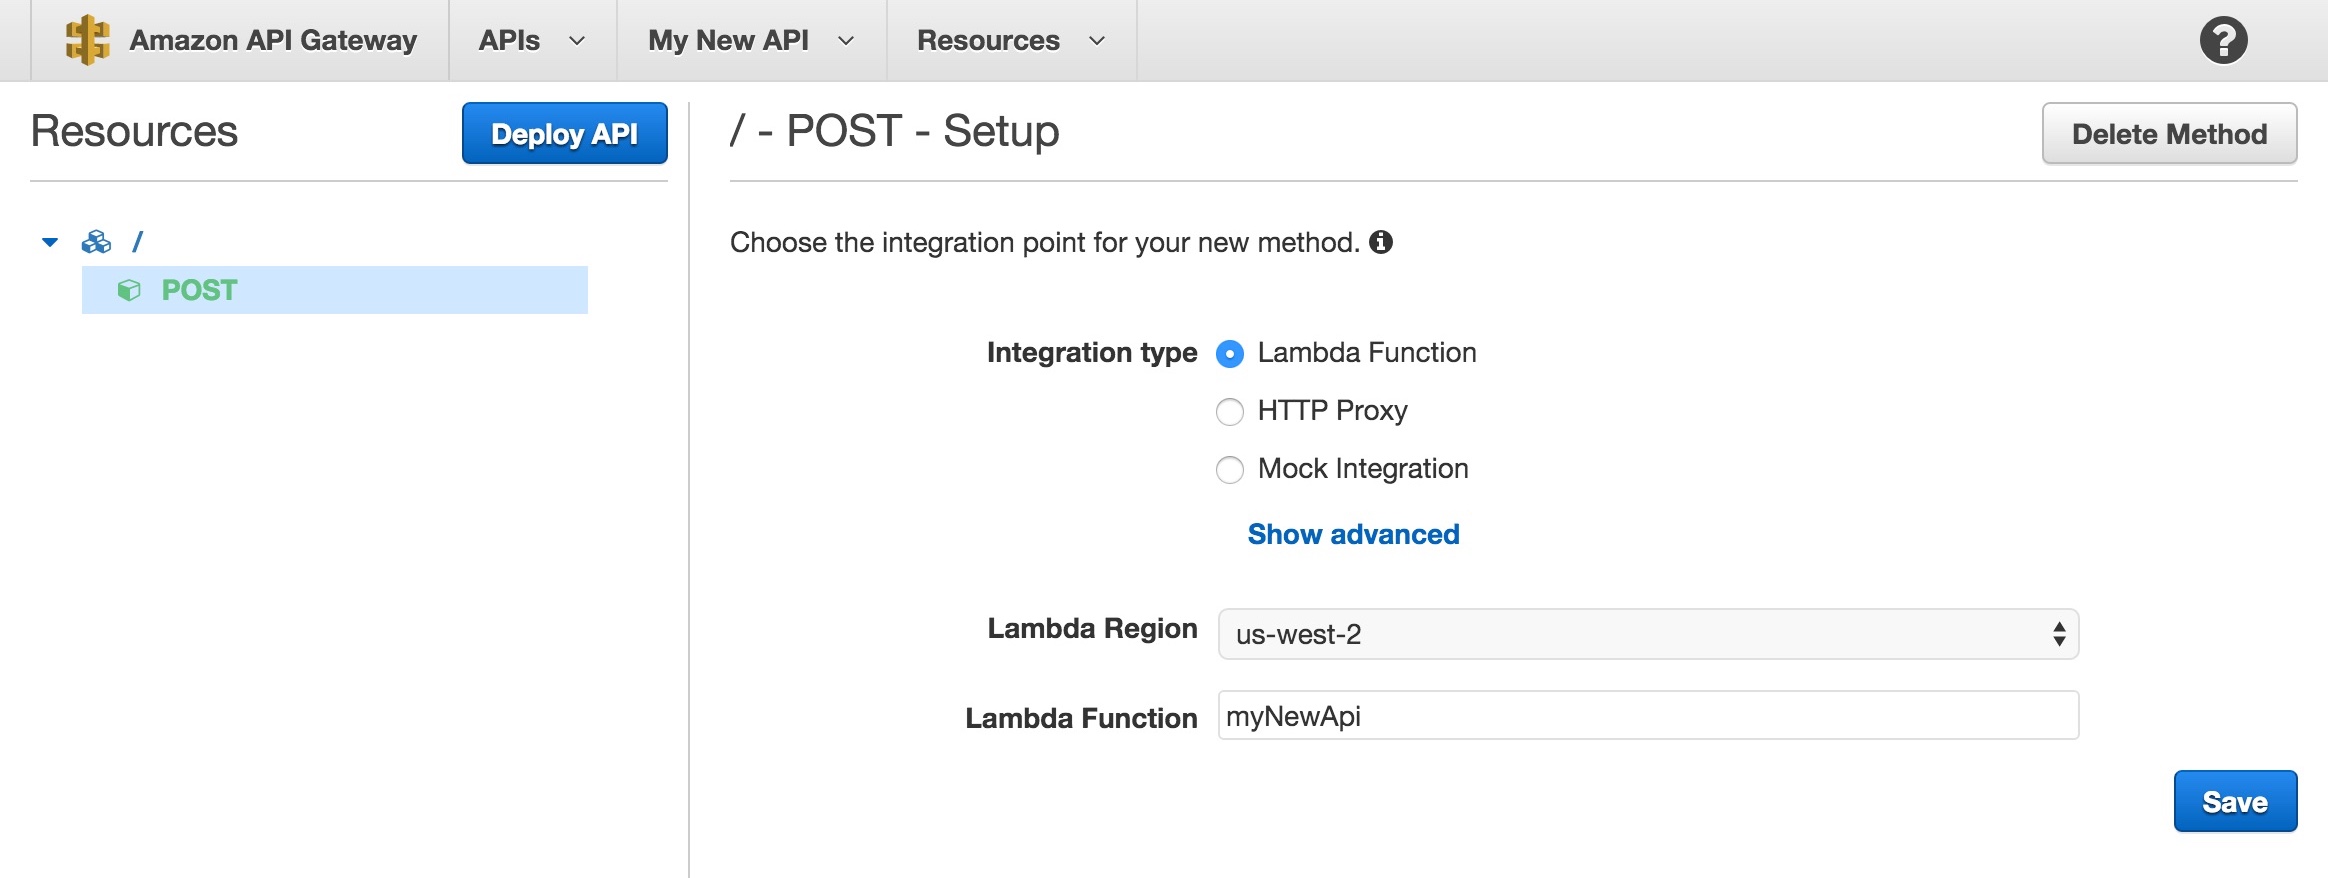 Amazon API Gateway APIs My New API Resources ?
Resources
Deploy API
/ - POST - Setup
Delete Method
/
POST
Choose the integration point for your new method. i
Integration type Lambda Function
HTTP Proxy
Mock Integration
Show advanced
Lambda Region us-west-2
Lambda Function myNewApi
Save